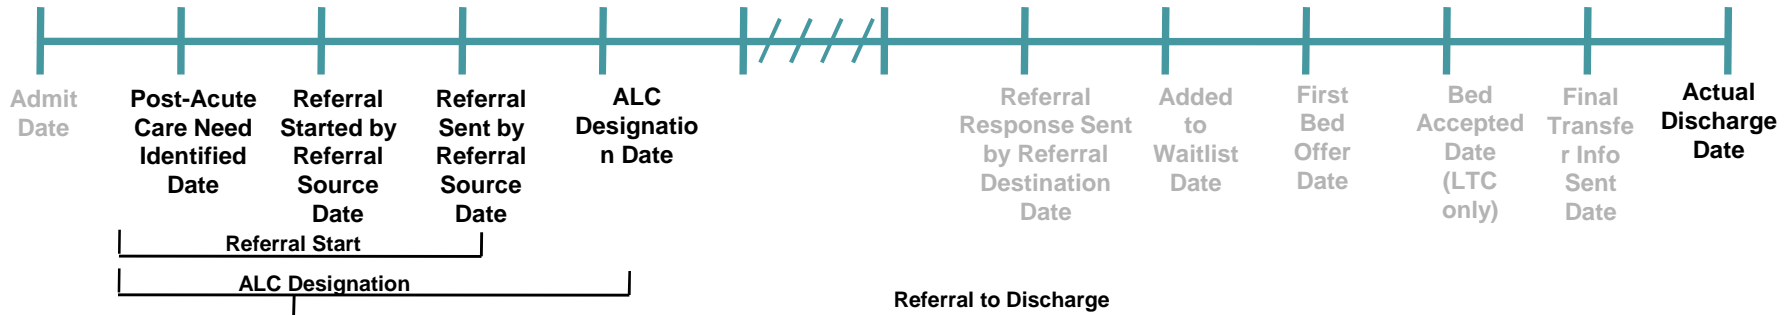 Admit
Date
Post-Acute
Care Need
Identified
Date
Referral
Started by
Referral
Source
Date
Referral
Sent by
Referral
Source
Date
ALC
Designatio
n Date
Referral
Response Sent
by Referral
Destination
Date
Added
to
Waitlist
Date
First
Bed
Offer
Date
Bed
Accepted
Date
(LTC
only)
Final
Transfe
r Info
Sent
Date
Actual
Discharge
Date
Referral Start
ALC Designation
Referral to Discharge